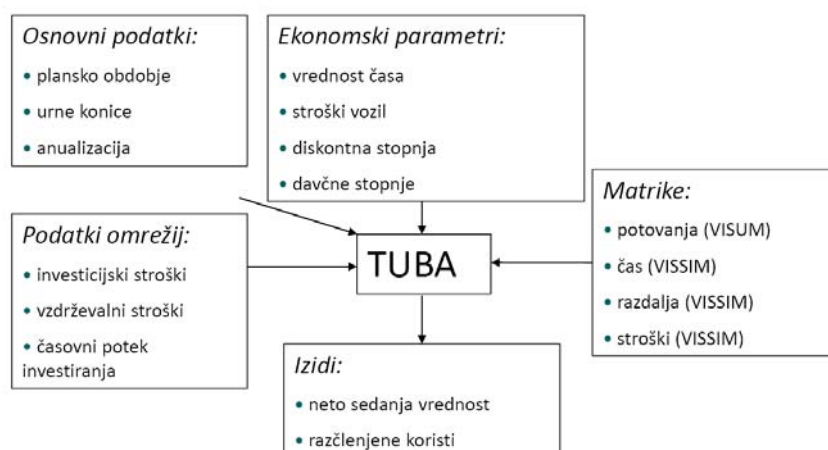 Osnovni podatki:
• plansko obdobje
• urne konice
• anualizacija
Ekonomski parametri:
• vrednost časa
• stroški vozil
• diskontna stopnja
• davčne stopnje
Podatki omrežij:
• investicijski stroški
• vzdrževalni stroški
• časovni potek
investiranja
TUBA
Matrike:
• potovanja (VISUM)
• čas (VISSIM)
• razdalja (VISSIM)
• stroški (VISSIM)
Izidi:
• neto sedanja vrednost
• razčlenjene koristi